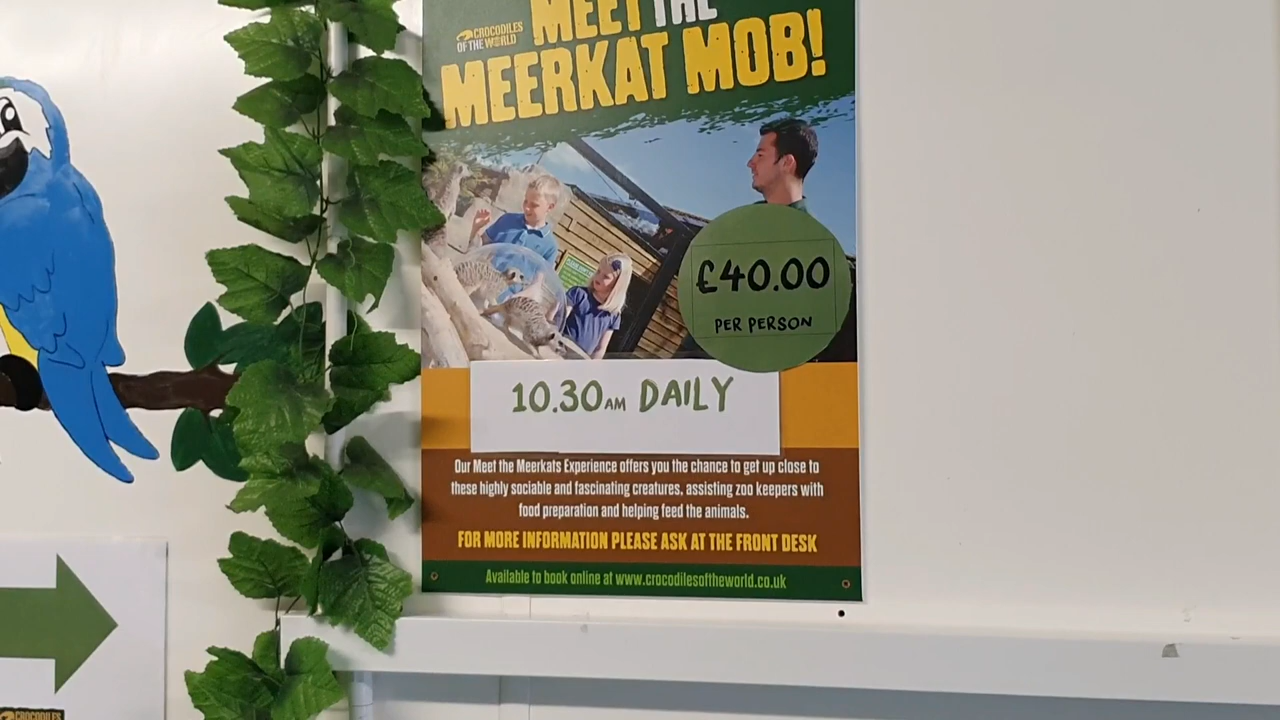 CROCODILES
OF THE WORLD
MEET THE
MEERKAT MOB!
£40.00
PER PERSON
10.30AM DAILY
Our Meet the Meerkats Experience offers you the chance to get up close to
these highly sociable and fascinating creatures, assisting zoo keepers with
food preparation and helping feed the animals.
FOR MORE INFORMATION PLEASE ASK AT THE FRONT DESK
Available to book online at www.crocodilesoftheworld.co.uk
CROCODILES